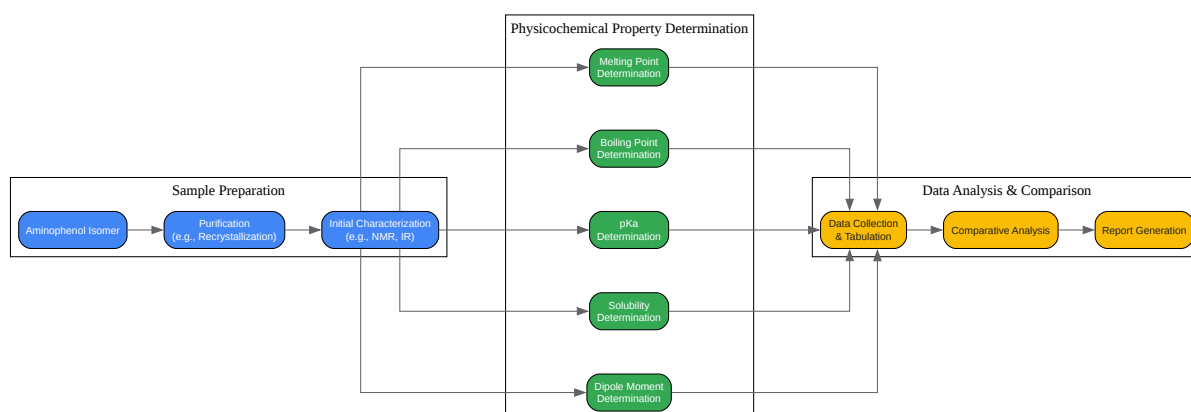 Physicochemical Property Determination
Melting Point
Determination
Boiling Point
Determination
Sample Preparation
Data Analysis & Comparison
Aminophenol Isomer
Purification
(e.g., Recrystallization)
Initial Characterization
(e.g., NMR, IR)
pKa
Determination
Data Collection
& Tabulation
Comparative Analysis
Report Generation
Solubility
Determination
Dipole Moment
Determination